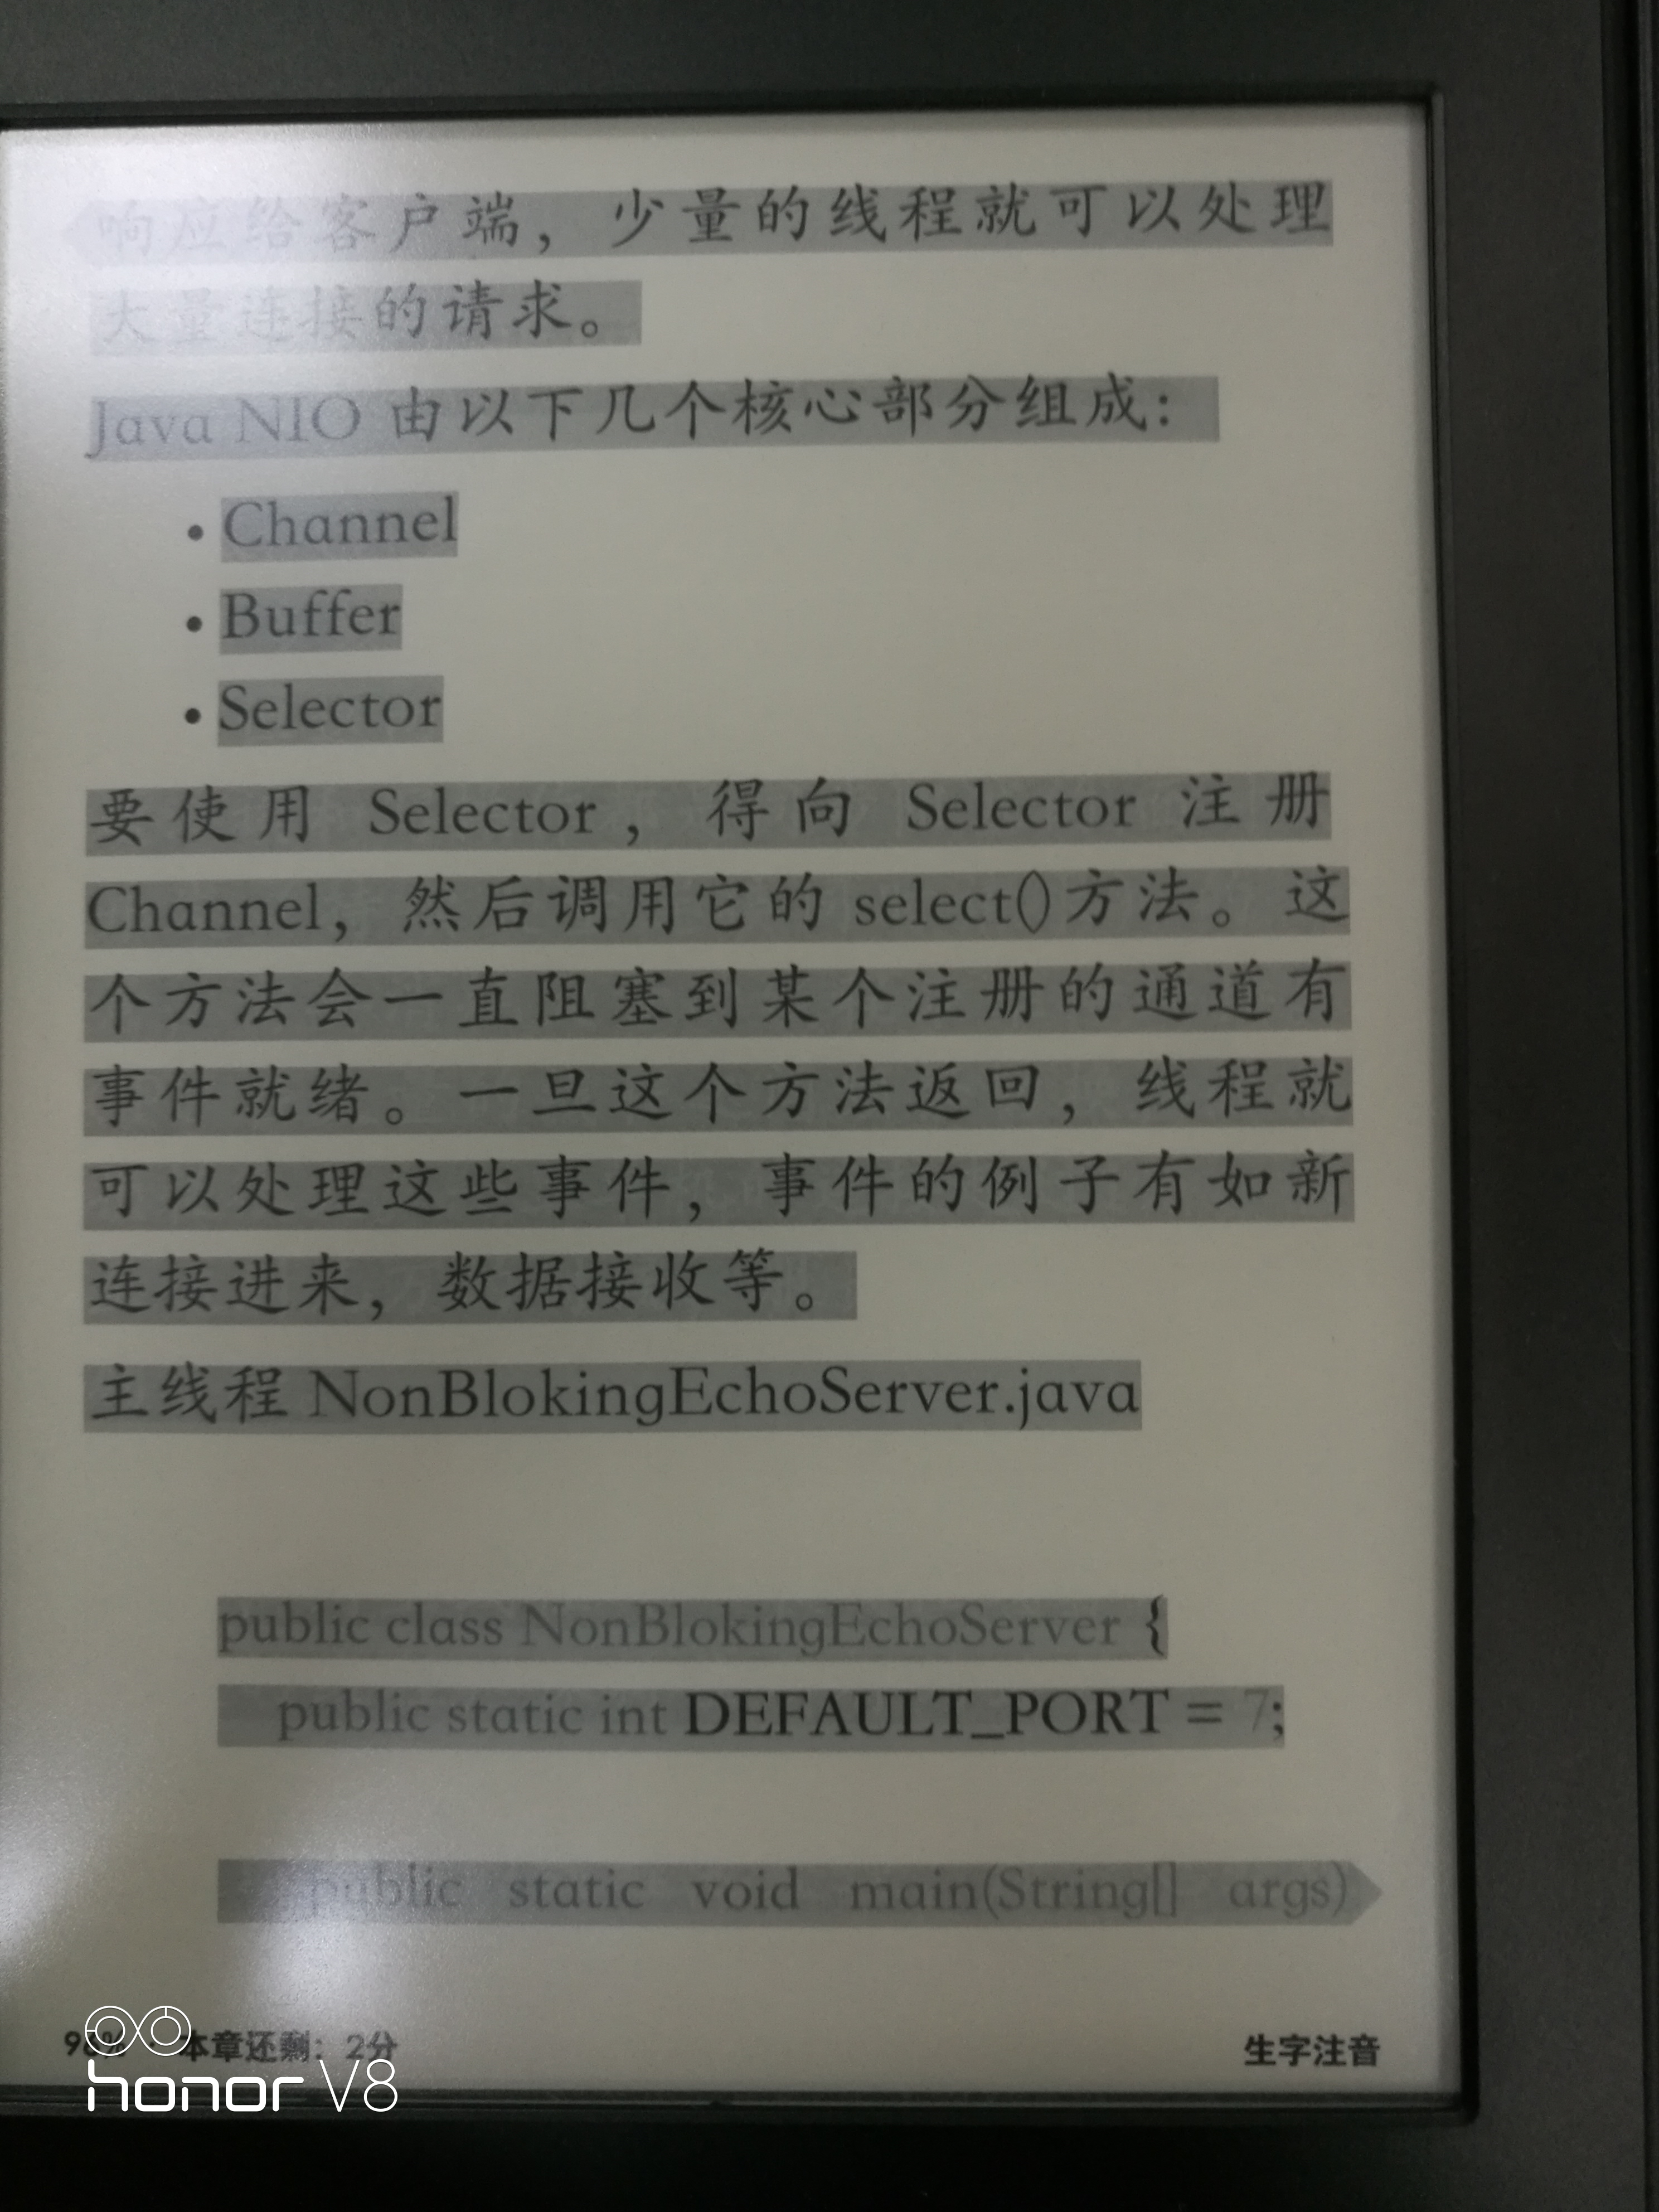 响应给客户端，少量的线程就可以处理
大量连接的请求。
Java NIO 由以下几个核心部分组成：
• Channel
• Buffer
• Selector
要使用 Selector，得向 Selector 注册
Channel，然后调用它的 select()方法。这
个方法会一直阻塞到某个注册的通道有
事件就绪。一旦这个方法返回，线程就
可以处理这些事件，事件的例子有如新
连接进来，数据接收等。
主线程 NonBlokingEchoServer.java
public class NonBlokingEchoServer {
public static int DEFAULT_PORT = 7;
public static void main(String[] args)
本章还剩：2分 生字注音
honor V8